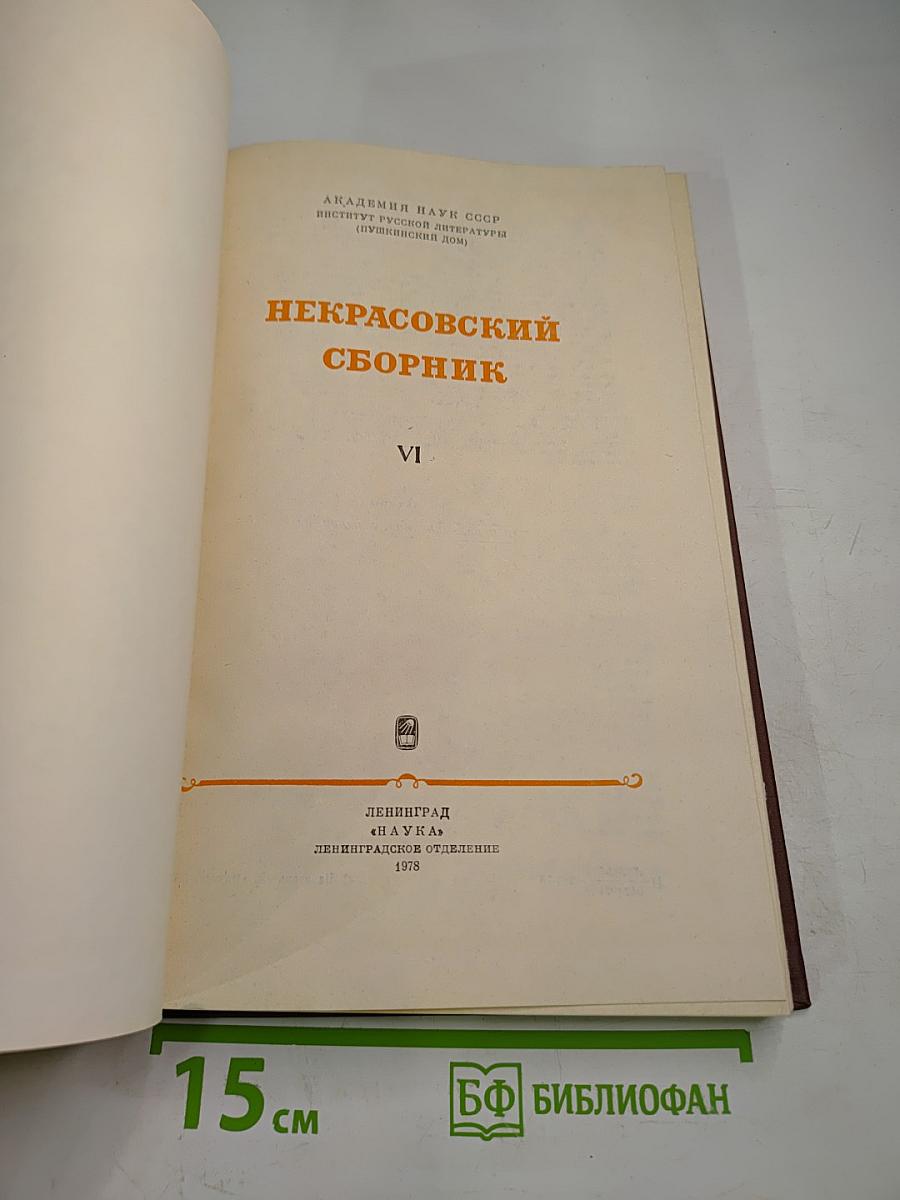 АКАДЕМИЯ НАУК СССР
ИНСТИТУТ РУССКОЙ ЛИТЕРАТУРЫ
(ПУШКИНСКИЙ ДОМ)
НЕКРАСОВСКИЙ
СБОРНИК
VI
ЛЕНИНГРАД
«НАУКА»
ЛЕНИНГРАДСКОЕ ОТДЕЛЕНИЕ
1978
15 см
БФ БИБЛИОФАН